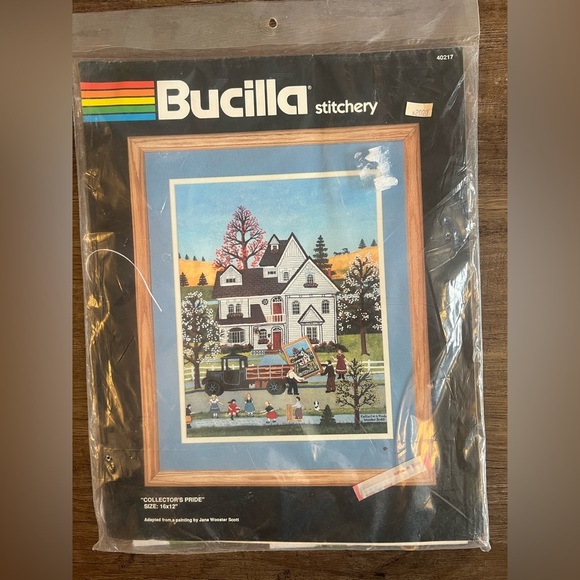 40217
Bucilla® stitchery
"COLLECTOR'S PRIDE"
SIZE: 16x12"
Adapted from a painting by Jane Wooster Scott